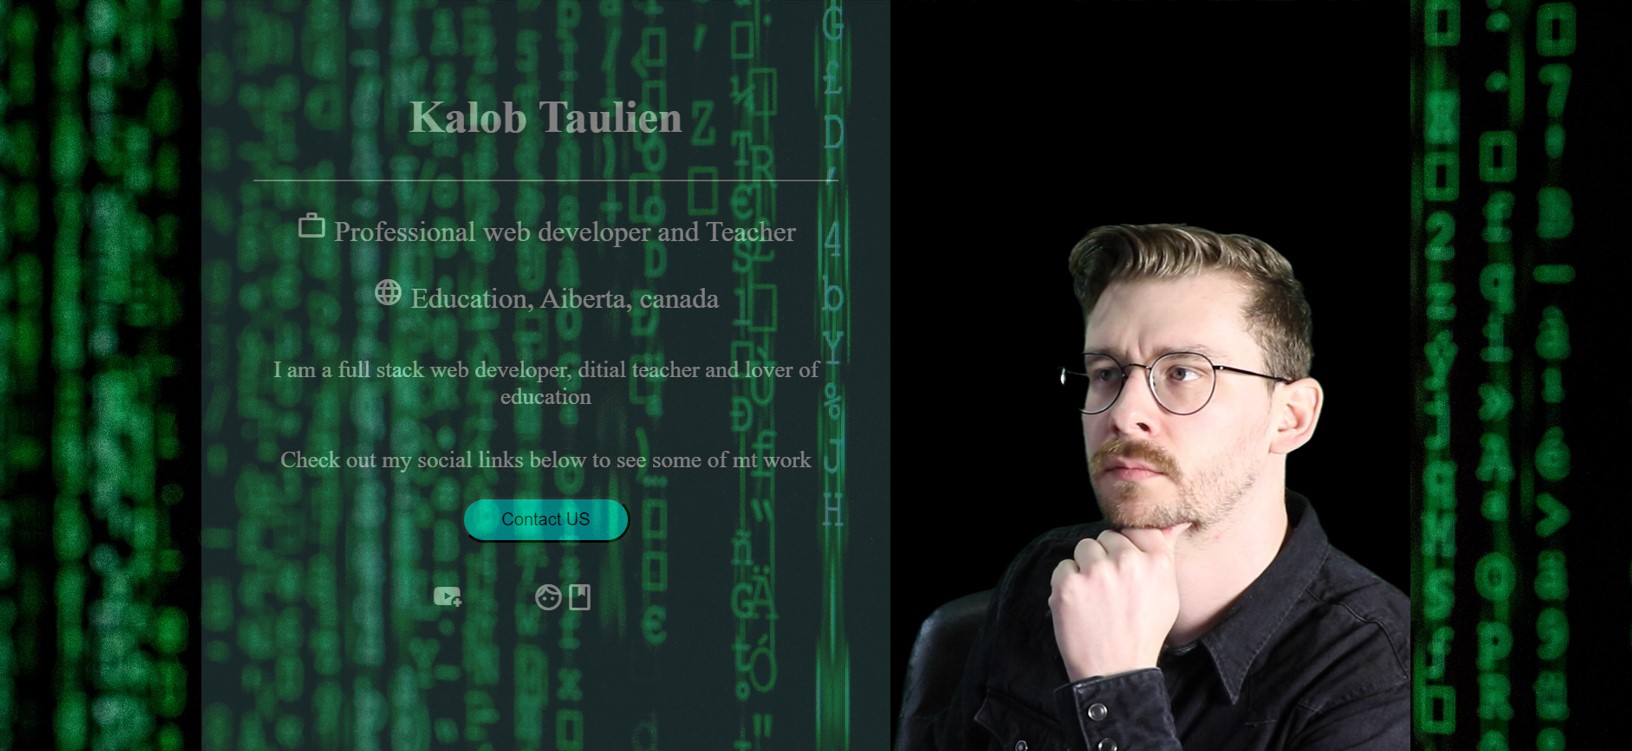 Kalob Taulien
Professional web developer and Teacher
Education, Aiberta, canada
I am a full stack web developer, ditial teacher and lover of
education
Check out my social links below to see some of mt work
Contact US